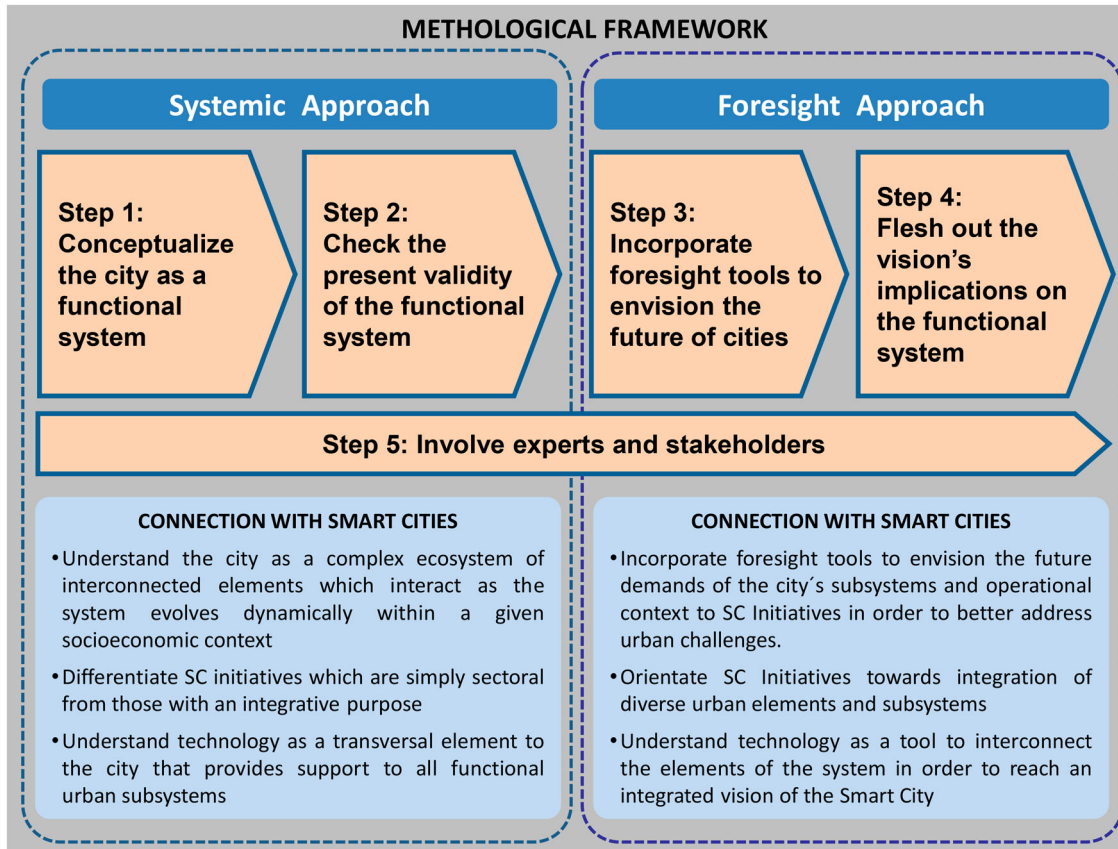 METHOLOGICAL FRAMEWORK
Systemic Approach
Foresight Approach
Step 1:
Conceptualize
the city as a
functional
system
Step 2:
Check the
present validity
of the functional
system
Step 3:
Incorporate
foresight tools to
envision the
future of cities
Step 4:
Flesh out the
vision’s
implications on
the functional
system
Step 5: Involve experts and stakeholders
CONNECTION WITH SMART CITIES
•Understand the city as a complex ecosystem of
interconnected elements which interact as the
system evolves dynamically within a given
socioeconomic context
•Differentiate SC initiatives which are simply sectoral
from those with an integrative purpose
•Understand technology as a transversal element to
the city that provides support to all functional
urban subsystems
CONNECTION WITH SMART CITIES
•Incorporate foresight tools to envision the future
demands of the city´s subsystems and operational
context to SC Initiatives in order to better address
urban challenges.
•Orientate SC Initiatives towards integration of
diverse urban elements and subsystems
•Understand technology as a tool to interconnect
the elements of the system in order to reach an
integrated vision of the Smart City